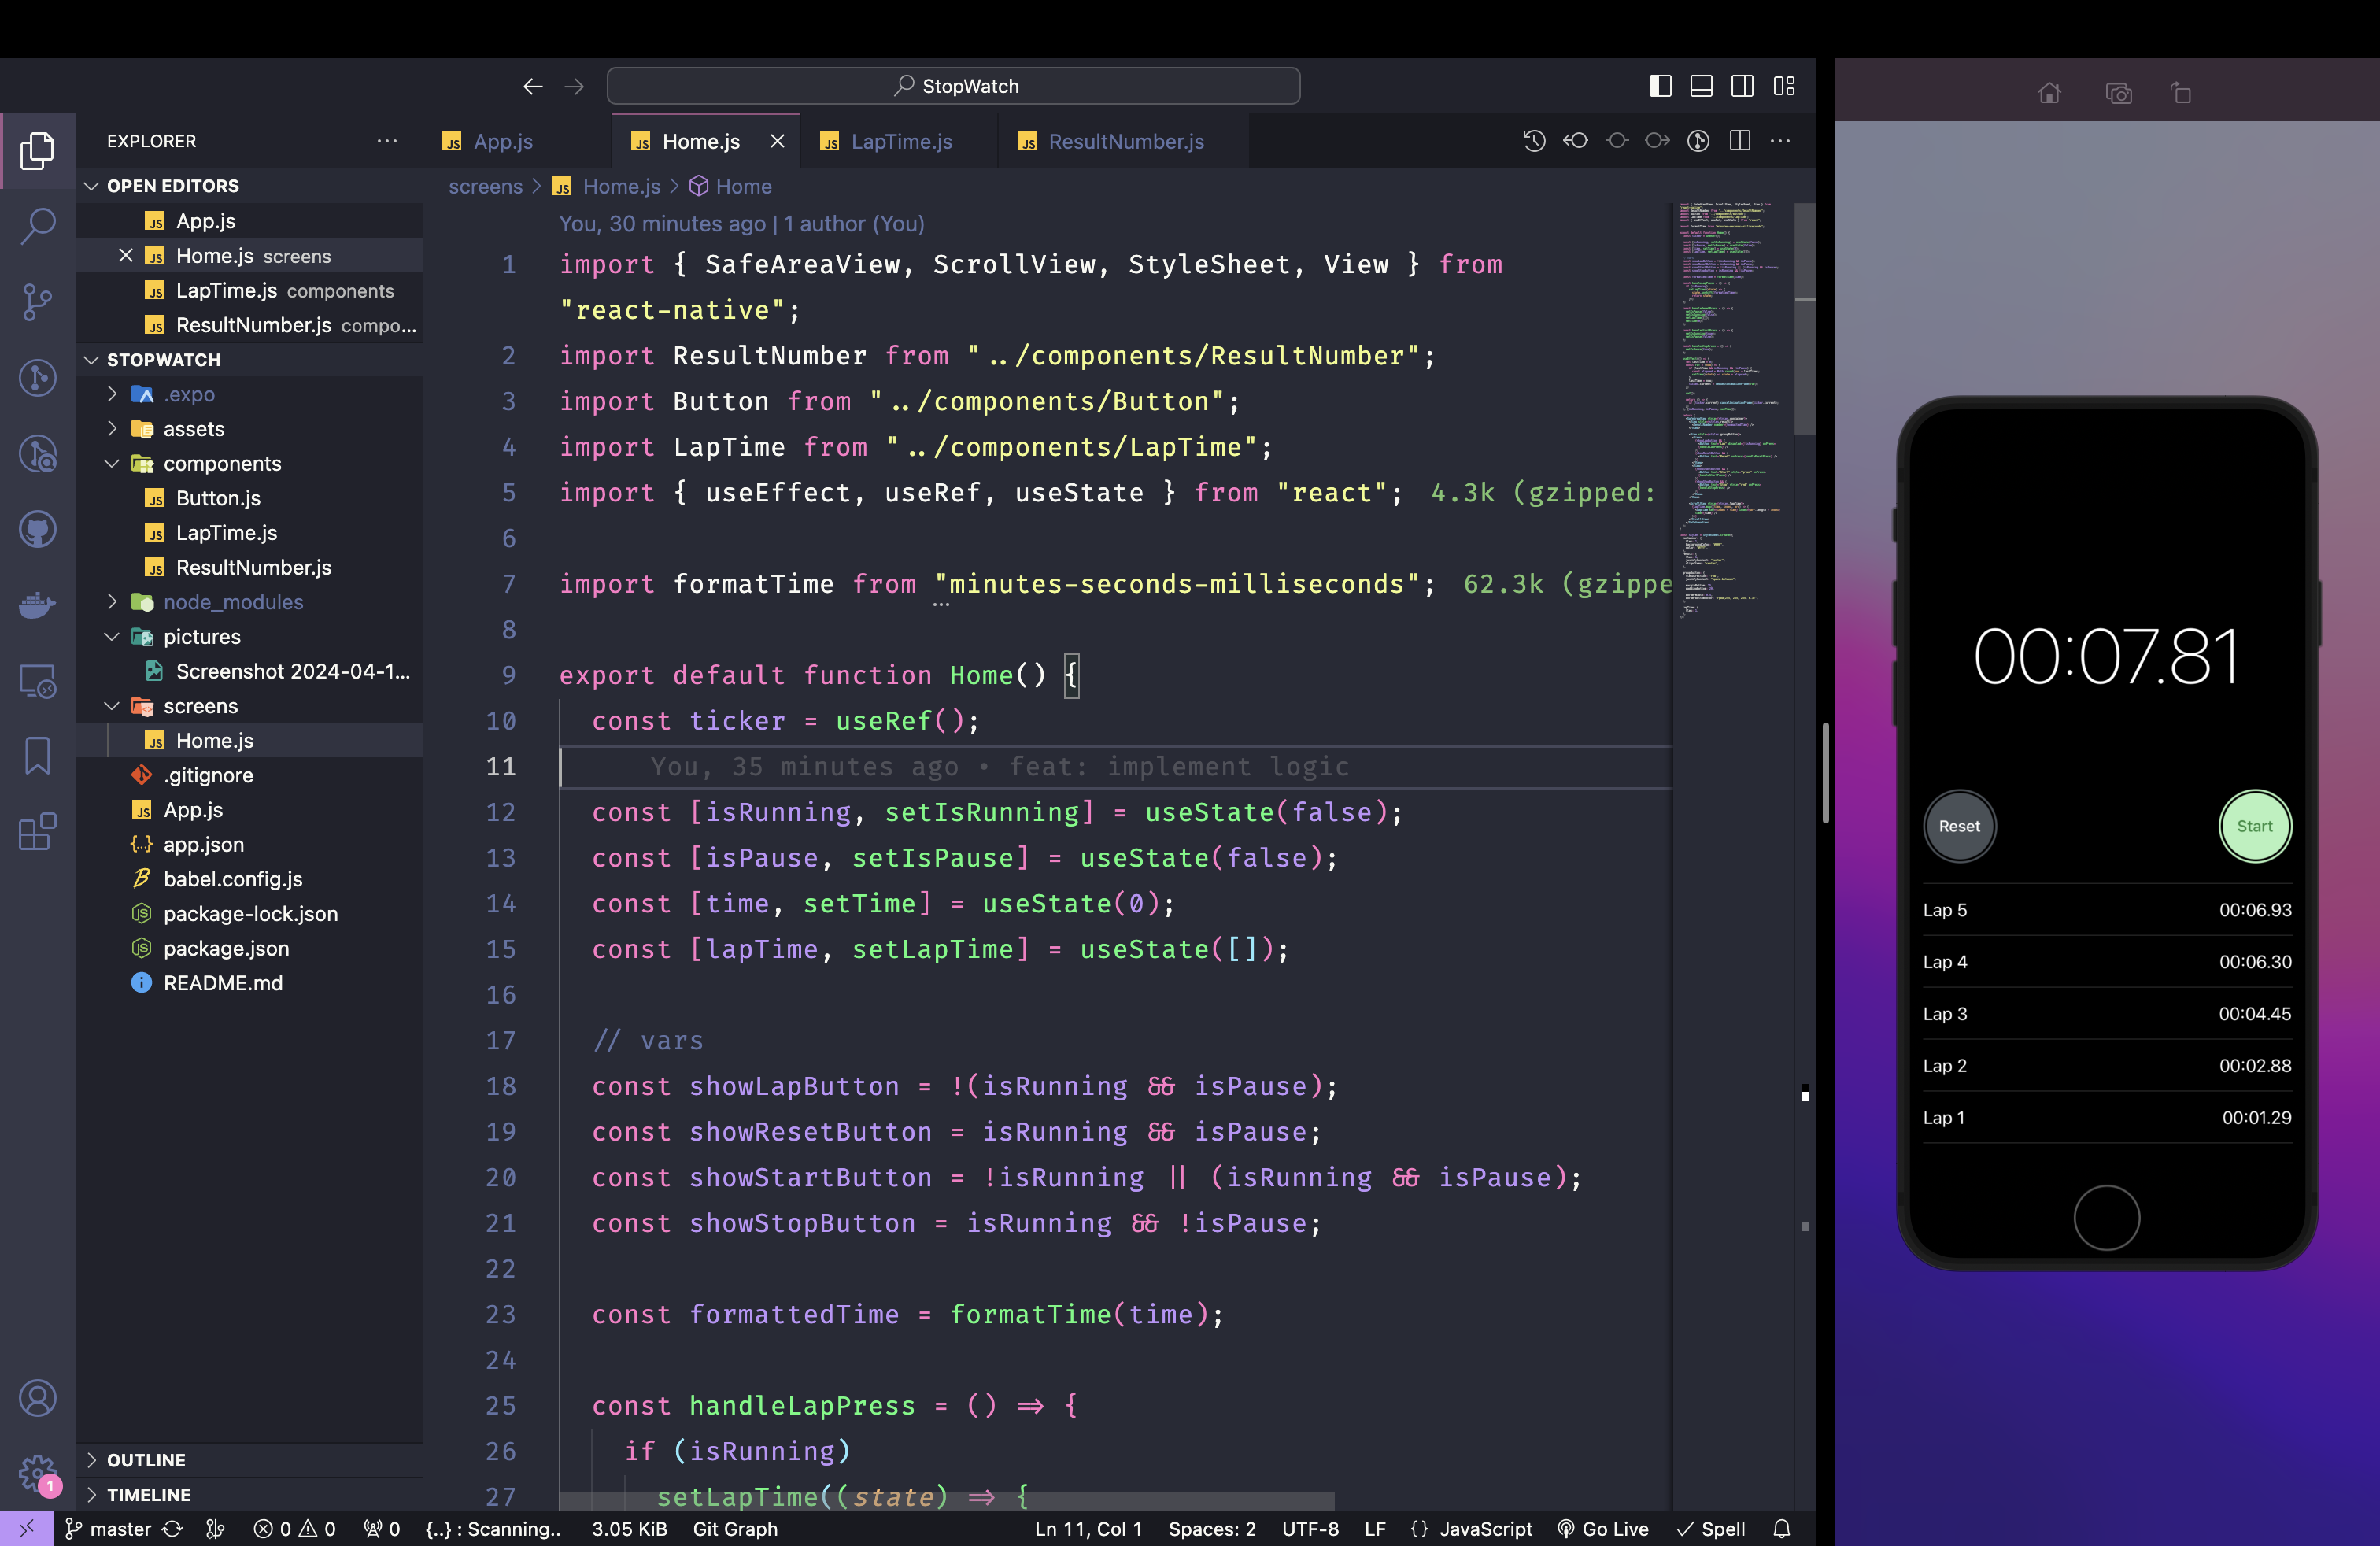 StopWatch
EXPLORER
OPEN EDITORS
App.js
Home.js screens
LapTime.js components
ResultNumber.js compo...
STOPWATCH
.expo
assets
components
Button.js
LapTime.js
ResultNumber.js
node_modules
pictures
Screenshot 2024-04-1...
screens
Home.js
.gitignore
App.js
app.json
babel.config.js
package-lock.json
package.json
README.md
OUTLINE
TIMELINE
App.js
Home.js
LapTime.js
ResultNumber.js
screens > Home.js > Home
You, 30 minutes ago | 1 author (You)
1 import { SafeAreaView, ScrollView, StyleSheet, View } from
"react-native";
2 import ResultNumber from "../components/ResultNumber";
3 import Button from "../components/Button";
4 import LapTime from "../components/LapTime";
5 import { useEffect, useRef, useState } from "react"; 4.3k (gzipped:
6
7 import formatTime from "minutes-seconds-milliseconds"; 62.3k (gzippe
8
9 export default function Home() {
10 const ticker = useRef();
11 You, 35 minutes ago • feat: implement logic
12 const [isRunning, setIsRunning] = useState(false);
13 const [isPause, setIsPause] = useState(false);
14 const [time, setTime] = useState(0);
15 const [lapTime, setLapTime] = useState([]);
16
17 // vars
18 const showLapButton = !(isRunning && isPause);
19 const showResetButton = isRunning && isPause;
20 const showStartButton = !isRunning || (isRunning && isPause);
21 const showStopButton = isRunning && !isPause;
22
23 const formattedTime = formatTime(time);
24
25 const handleLapPress = () => {
26 if (isRunning)
27 setLapTime((state) => {
1
master
0 0
0
{..} : Scanning..
3.05 KiB
Git Graph
Ln 11, Col 1
Spaces: 2
UTF-8
LF
{} JavaScript
Go Live
Spell
00:07.81
Reset
Start
Lap 5 00:06.93
Lap 4 00:06.30
Lap 3 00:04.45
Lap 2 00:02.88
Lap 1 00:01.29